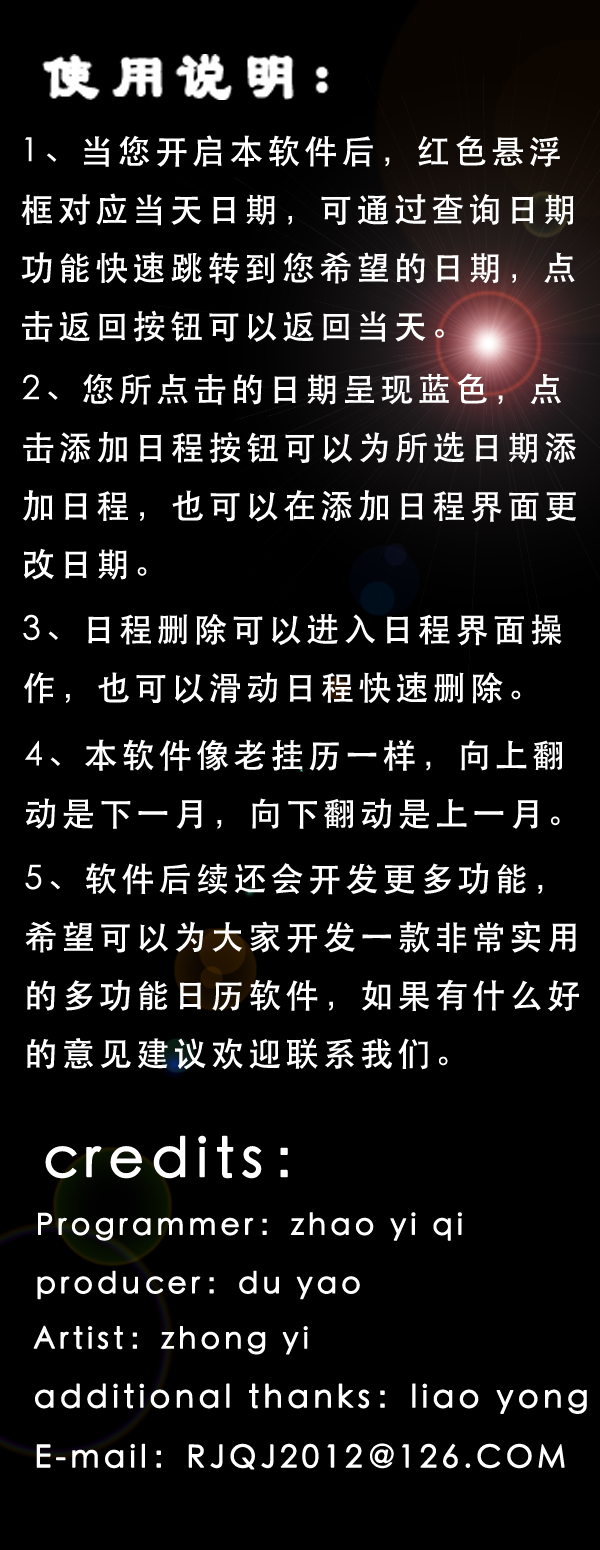 使用说明：
1、当您开启本软件后，红色悬浮
框对应当天日期，可通过查询日期
功能快速跳转到您希望的日期，点
击返回按钮可以返回当天。
2、您所点击的日期呈现蓝色，点
击添加日程按钮可以为所选日期添
加日程，也可以在添加日程界面更
改日期。
3、日程删除可以进入日程界面操
作，也可以滑动日程快速删除。
4、本软件像老挂历一样，向上翻
动是下一月，向下翻动是上一月。
5、软件后续还会开发更多功能，
希望可以为大家开发一款非常实用
的多功能日历软件，如果有什么好
的意见建议欢迎联系我们。
credits：
Programmer：zhao yi qi
producer：du yao
Artist：zhong yi
additional thanks：liao yong
E-mail：RJQJ2012@126.COM